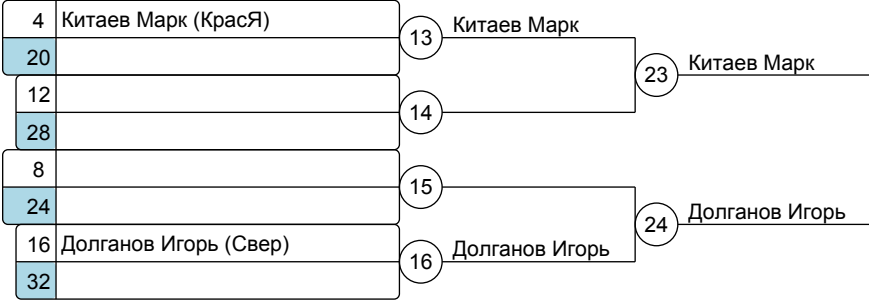 4 Китаев Марк (КрасЯ)
13 Китаев Марк
20
23 Китаев Марк
12
14
28
8
15
24
24 Долганов Игорь
16 Долганов Игорь (Свер)
16 Долганов Игорь
32